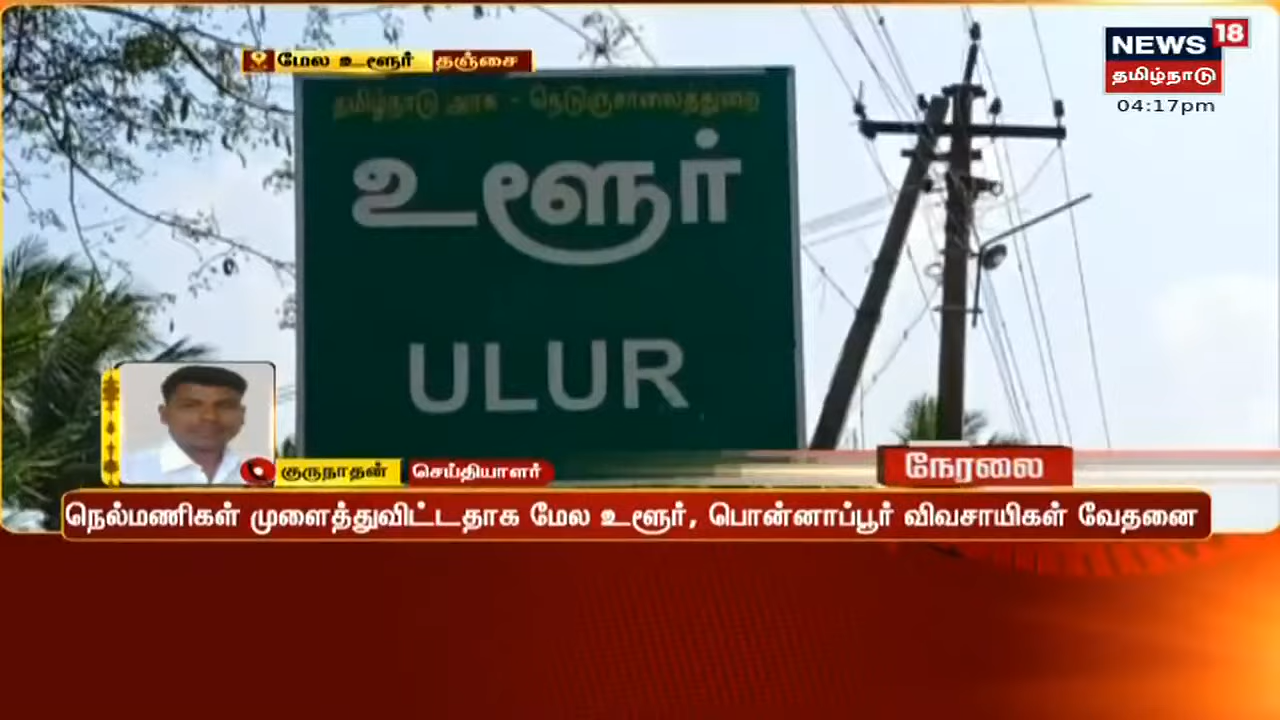 மேல உளூர் தஞ்சை
NEWS 18
தமிழ்நாடு
04:17pm
தமிழ்நாடு அரசு - நெடுஞ்சாலைத்துறை
உளூர்
ULUR
குருநாதன் செய்தியாளர்
நேரலை
நெல்மணிகள் முளைத்துவிட்டதாக மேல உளூர், பொன்னாப்பூர் விவசாயிகள் வேதனை